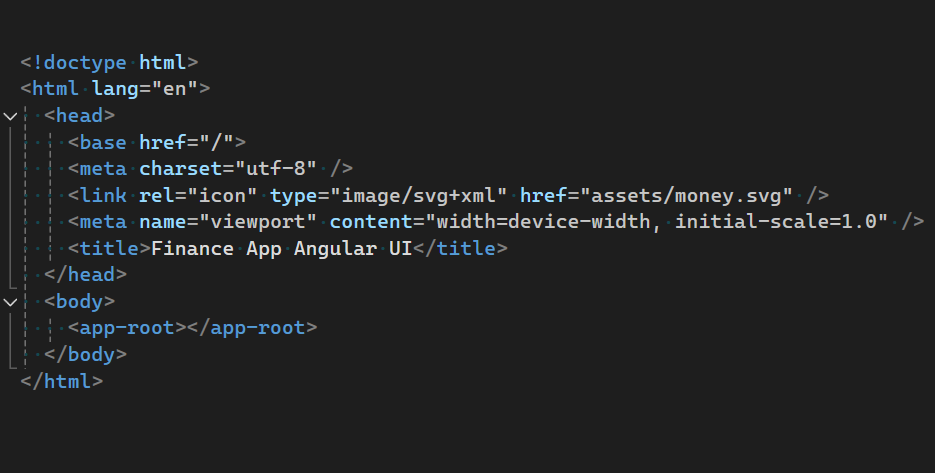 <!doctype html>
<html lang="en">
<head>
<base href="/">
<meta charset="utf-8" />
<link rel="icon" type="image/svg+xml" href="assets/money.svg" />
<meta name="viewport" content="width=device-width, initial-scale=1.0" />
<title>Finance App Angular UI</title>
</head>
<body>
<app-root></app-root>
</body>
</html>